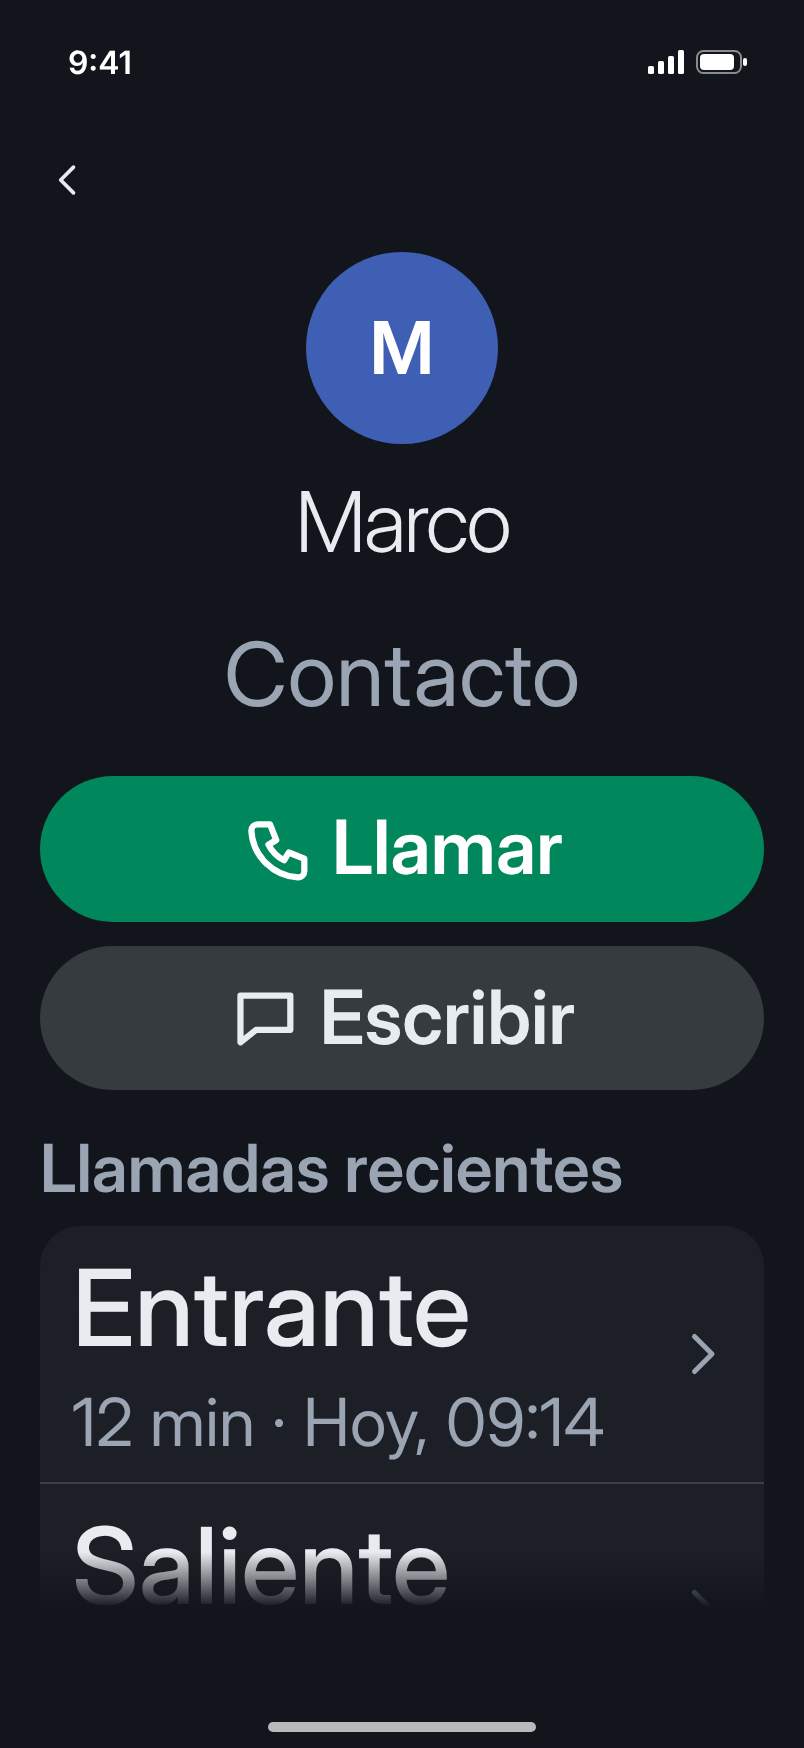 9:41
M
Marco
Contacto
Llamar
Escribir
Llamadas recientes
Entrante
12 min · Hoy, 09:14
Saliente